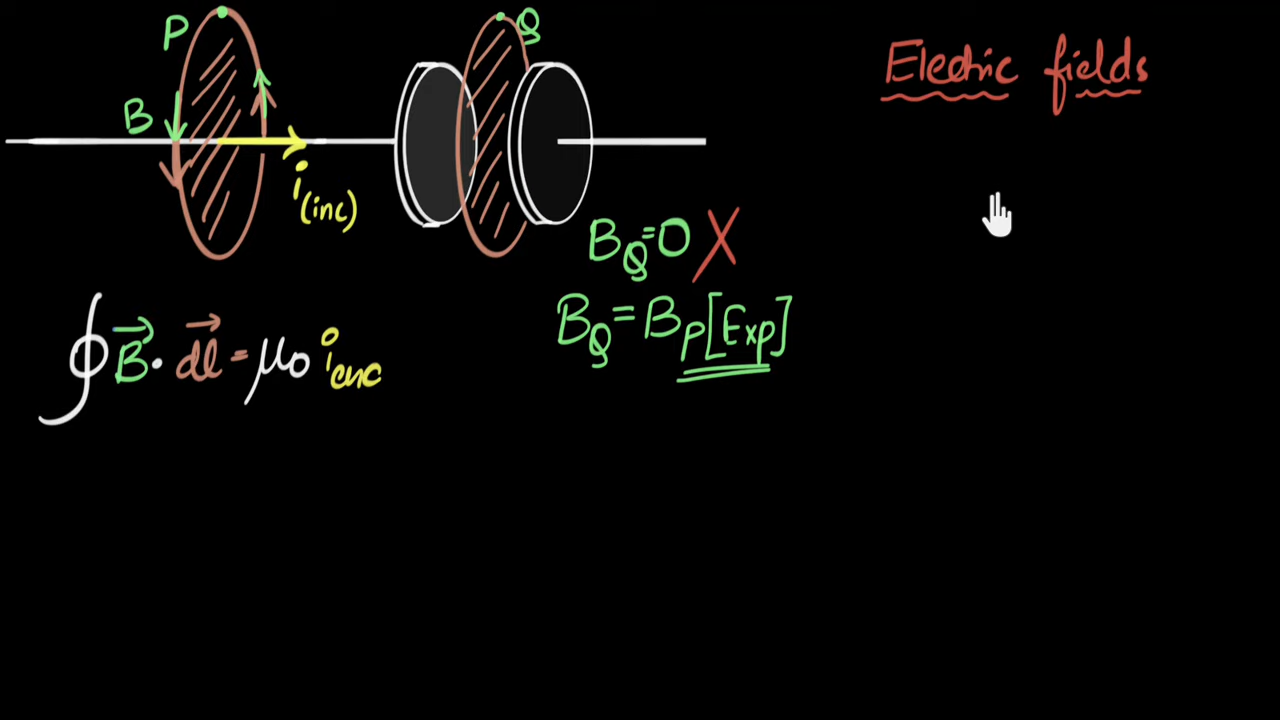 P
Q
B
i(inc)
Electric fields
B_Q=0 X
B_Q=B_P[Exp]
∮B⃗·dl⃗=μ₀ i_enc